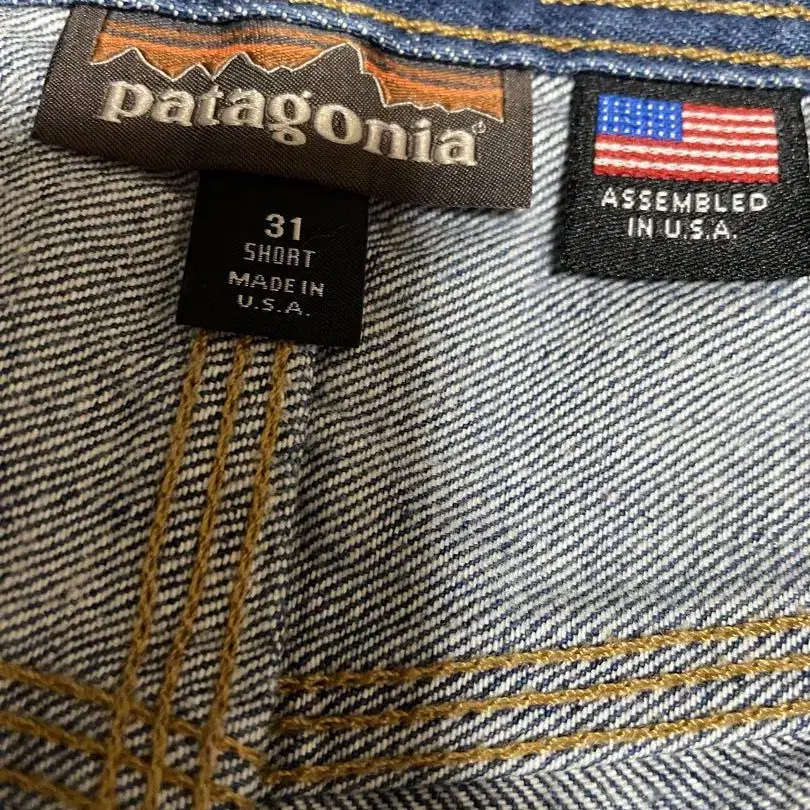 patagonia®
31
SHORT
MADE IN
U.S.A.
ASSEMBLED
IN U.S.A.